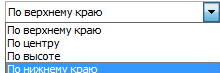 По верхнему краю
По верхнему краю
По центру
По высоте
По нижнему краю